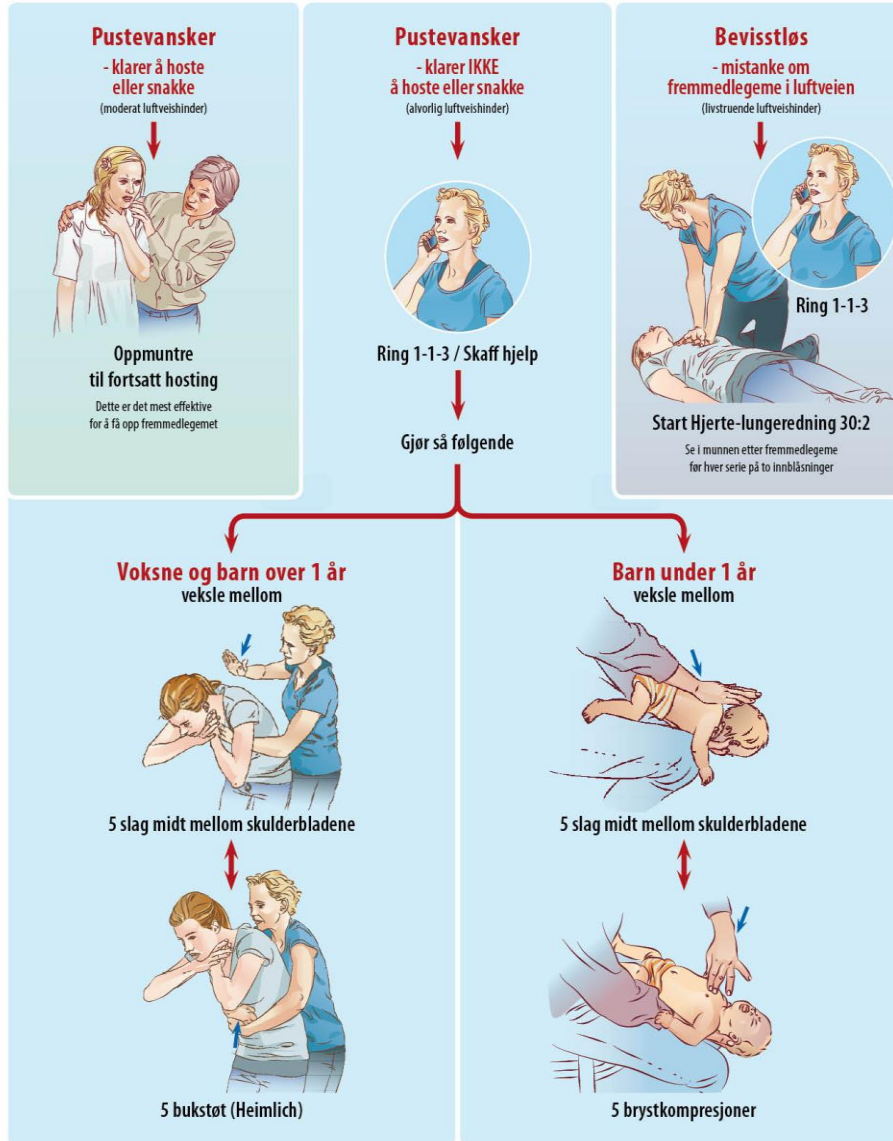 Pustevansker
- klarer å hoste
eller snakke
(moderat luftveishinder)
Oppmuntre
til fortsatt hosting
Dette er det mest effektive
for å få opp fremmedlegemet
Pustevansker
- klarer IKKE
å hoste eller snakke
(alvorlig luftveishinder)
Ring 1-1-3 / Skaff hjelp
Gjør så følgende
Bevisstløs
- mistanke om
fremmedlegeme i luftveien
(livstruende luftveishinder)
Ring 1-1-3
Start Hjerte-lungeredning 30:2
Se i munnen etter fremmedlegeme
før hver serie på to innblåsninger
Voksne og barn over 1 år
veksle mellom
5 slag midt mellom skulderbladene
5 bukstøt (Heimlich)
Barn under 1 år
veksle mellom
5 slag midt mellom skulderbladene
5 brystkompresjoner